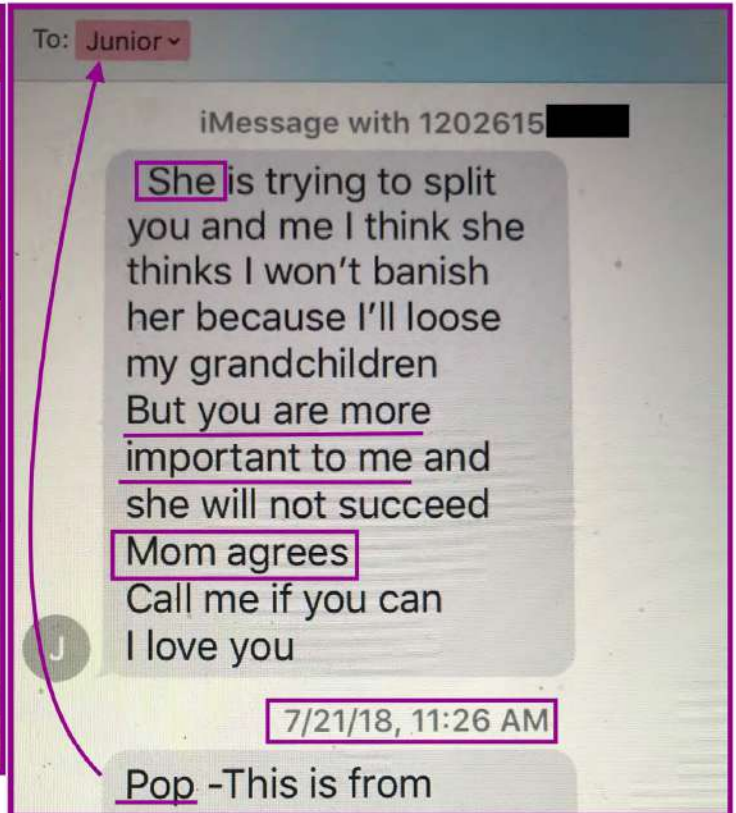 To: Junior
iMessage with 1202615
She is trying to split
you and me I think she
thinks I won't banish
her because I'll loose
my grandchildren
But you are more
important to me and
she will not succeed
Mom agrees
Call me if you can
I love you
J
7/21/18, 11:26 AM
Pop -This is from